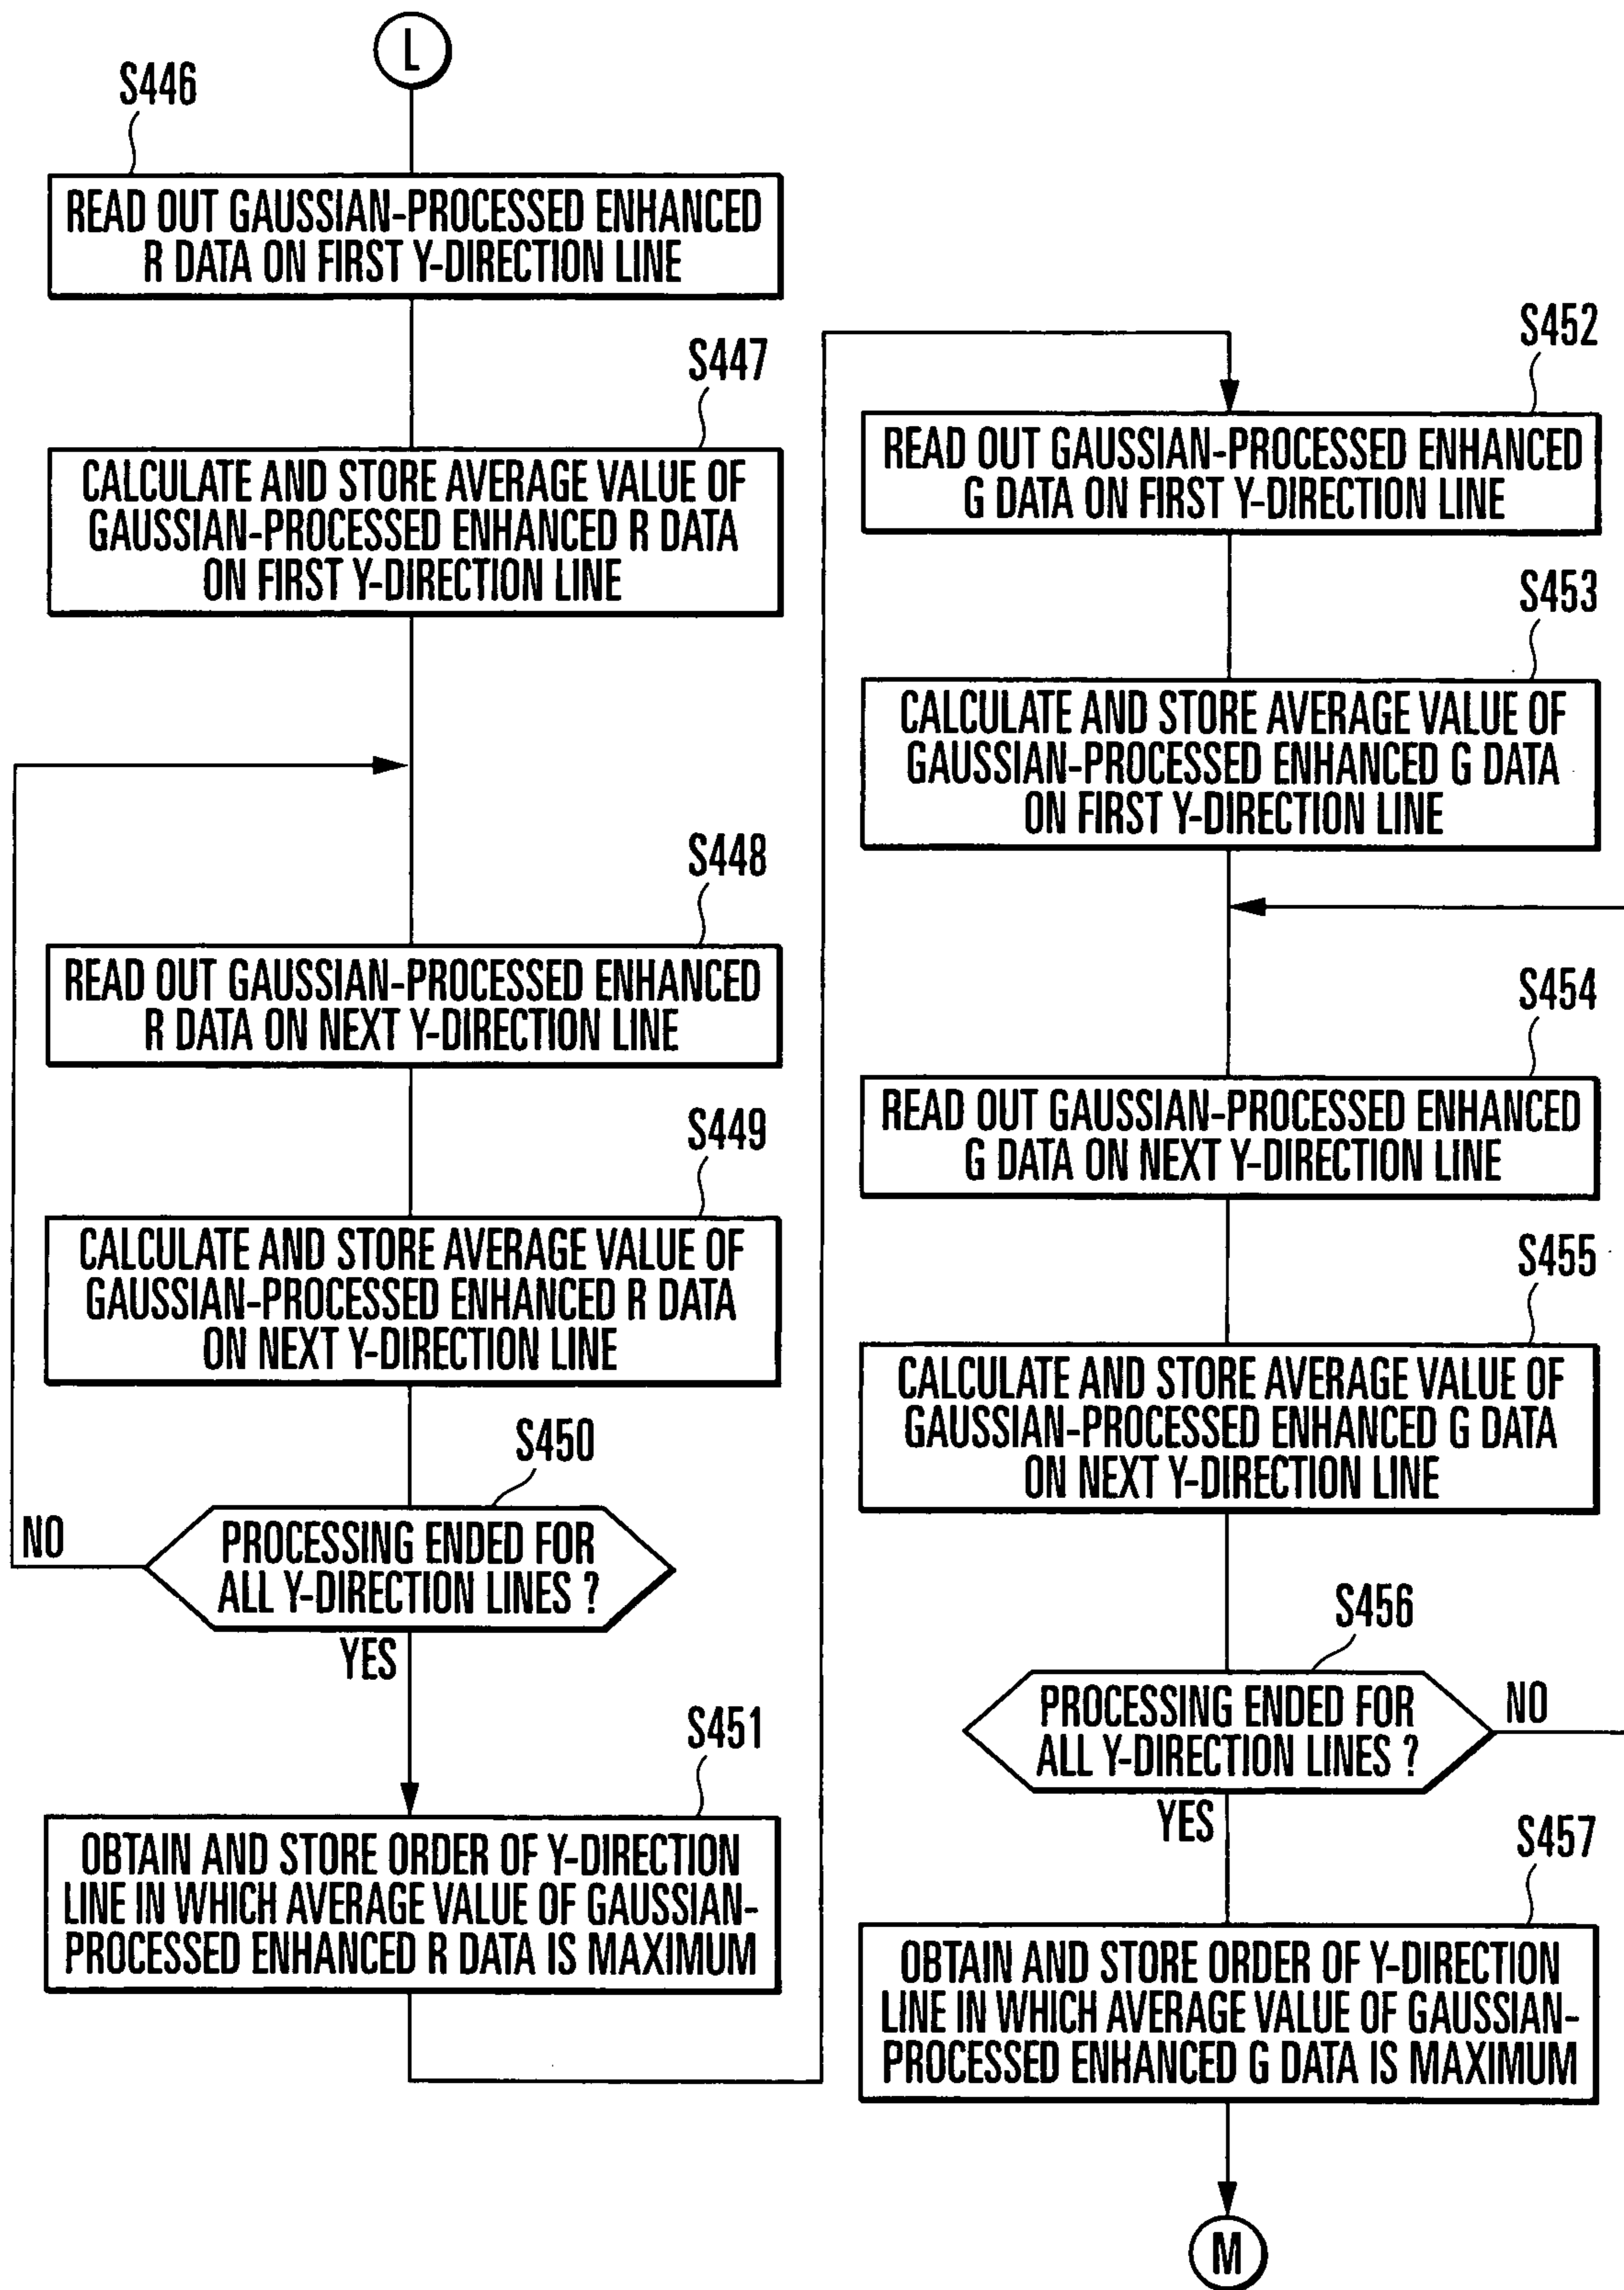 L
S446
READ OUT GAUSSIAN-PROCESSED ENHANCED
R DATA ON FIRST Y-DIRECTION LINE
S447
CALCULATE AND STORE AVERAGE VALUE OF
GAUSSIAN-PROCESSED ENHANCED R DATA
ON FIRST Y-DIRECTION LINE
S448
READ OUT GAUSSIAN-PROCESSED ENHANCED
R DATA ON NEXT Y-DIRECTION LINE
S449
CALCULATE AND STORE AVERAGE VALUE OF
GAUSSIAN-PROCESSED ENHANCED R DATA
ON NEXT Y-DIRECTION LINE
S450
PROCESSING ENDED FOR
ALL Y-DIRECTION LINES ?
NO
YES
S451
OBTAIN AND STORE ORDER OF Y-DIRECTION
LINE IN WHICH AVERAGE VALUE OF GAUSSIAN-
PROCESSED ENHANCED R DATA IS MAXIMUM
S452
READ OUT GAUSSIAN-PROCESSED ENHANCED
G DATA ON FIRST Y-DIRECTION LINE
S453
CALCULATE AND STORE AVERAGE VALUE OF
GAUSSIAN-PROCESSED ENHANCED G DATA
ON FIRST Y-DIRECTION LINE
S454
READ OUT GAUSSIAN-PROCESSED ENHANCED
G DATA ON NEXT Y-DIRECTION LINE
S455
CALCULATE AND STORE AVERAGE VALUE OF
GAUSSIAN-PROCESSED ENHANCED G DATA
ON NEXT Y-DIRECTION LINE
S456
PROCESSING ENDED FOR
ALL Y-DIRECTION LINES ?
NO
YES
S457
OBTAIN AND STORE ORDER OF Y-DIRECTION
LINE IN WHICH AVERAGE VALUE OF GAUSSIAN-
PROCESSED ENHANCED G DATA IS MAXIMUM
M